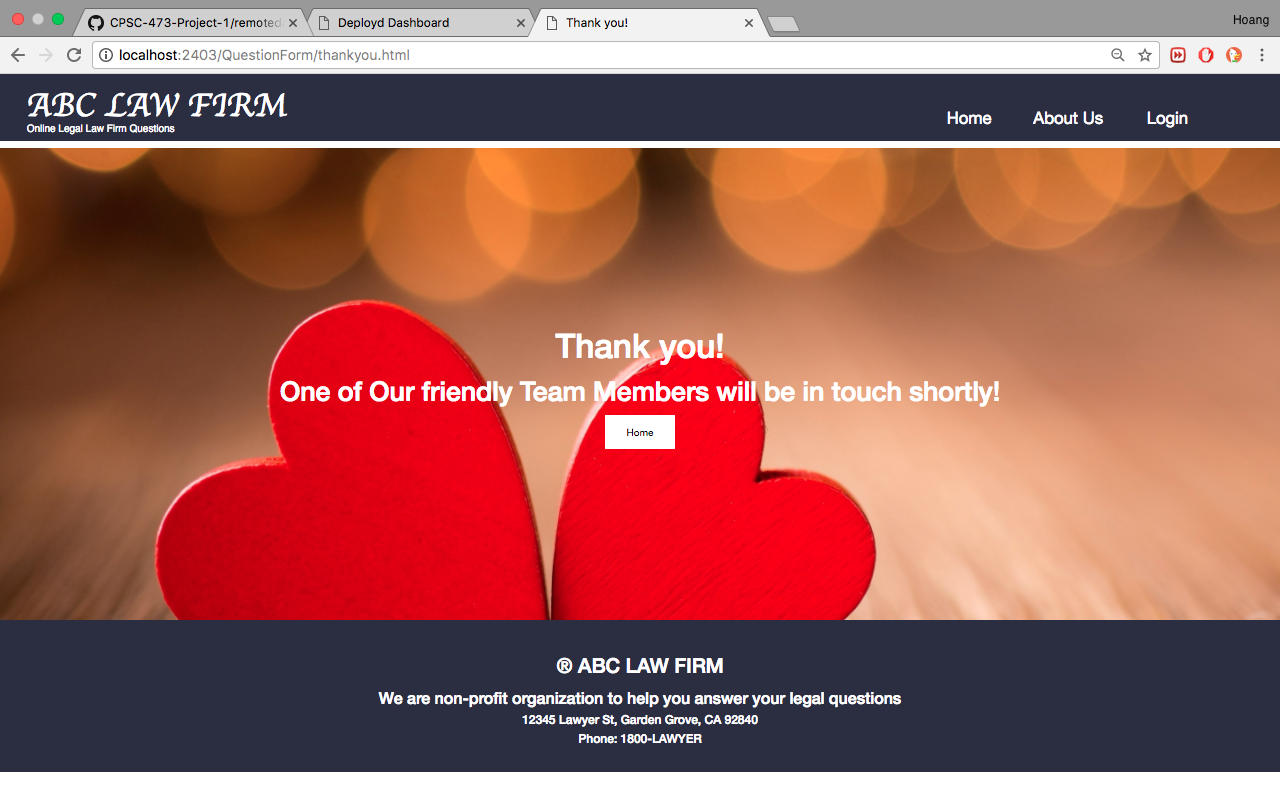 CPSC-473-Project-1/remoted
Deployd Dashboard
Thank you!
Hoang
localhost:2403/QuestionForm/thankyou.html
ABC LAW FIRM
Online Legal Law Firm Questions
Home
About Us
Login
Thank you!
One of Our friendly Team Members will be in touch shortly!
Home
® ABC LAW FIRM
We are non-profit organization to help you answer your legal questions
12345 Lawyer St, Garden Grove, CA 92840
Phone: 1800-LAWYER